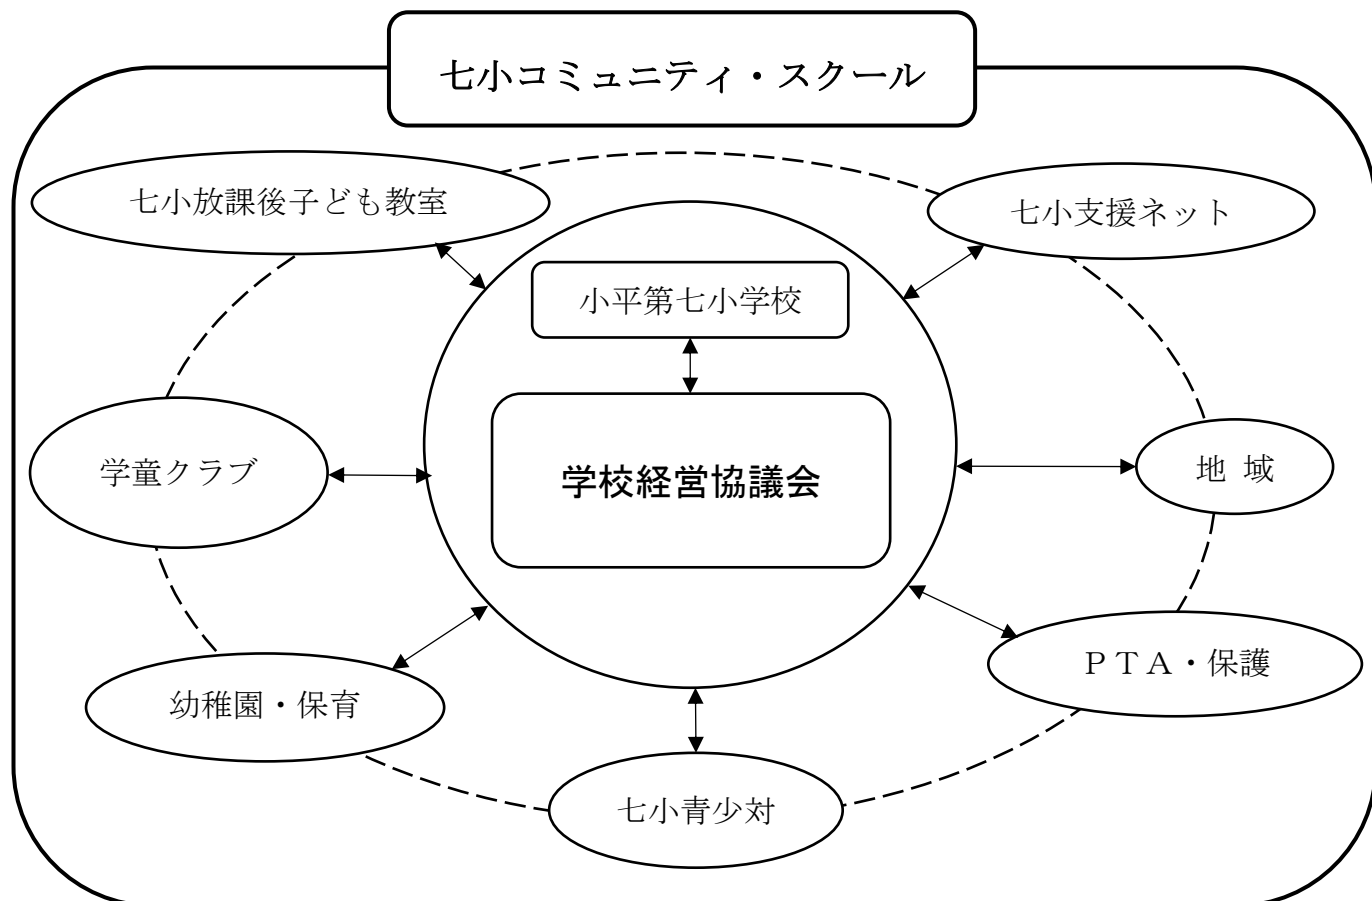 七小コミュニティ・スクール
七小放課後子ども教室
七小支援ネット
小平第七小学校
学童クラブ
学校経営協議会
地 域
幼稚園・保育
PTA・保護
七小青少対